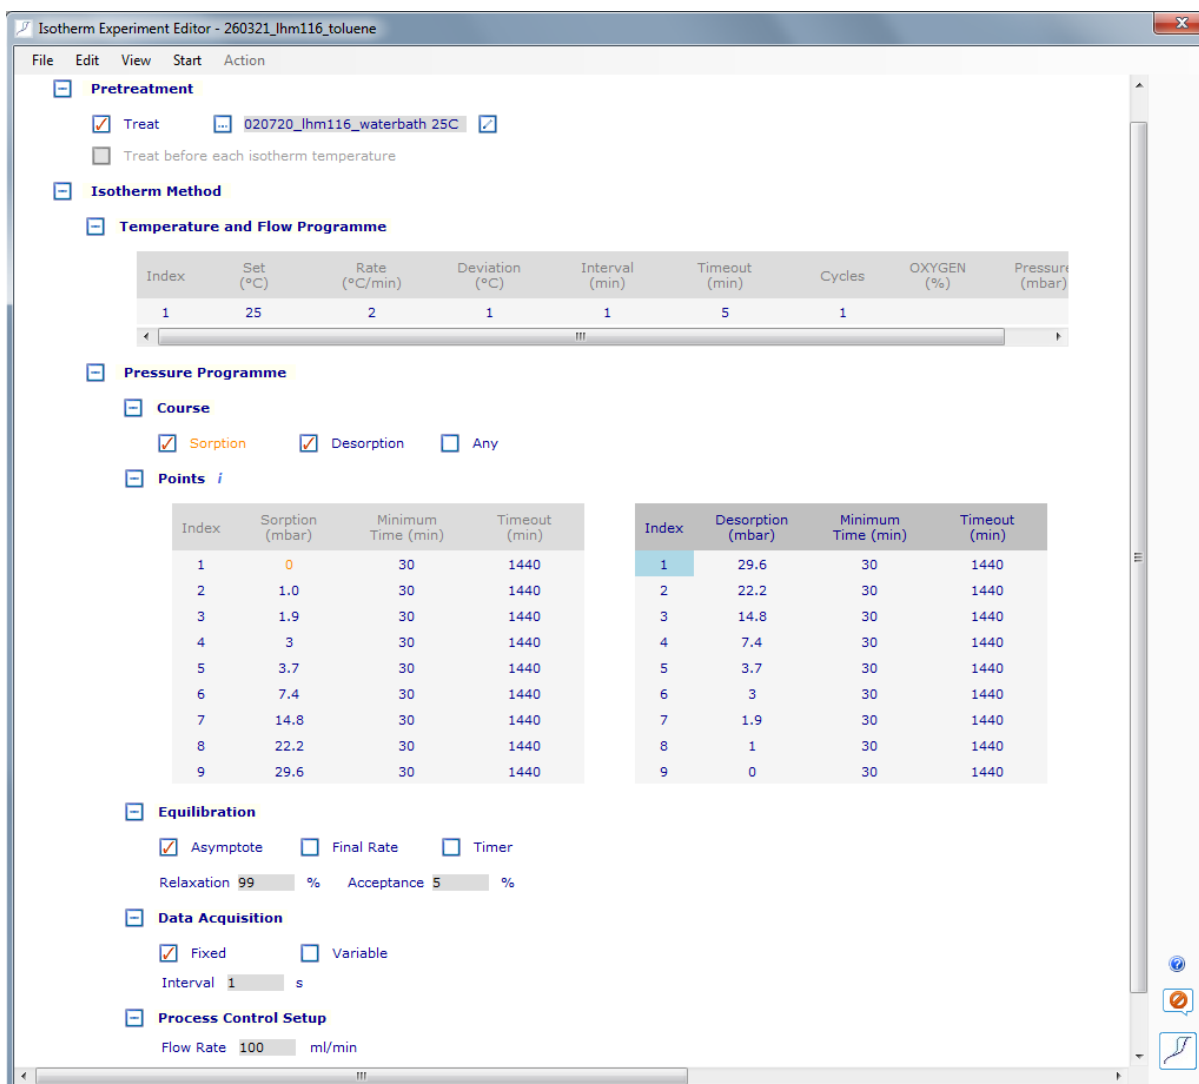 Isotherm Experiment Editor - 260321_lhm116_toluene
File Edit View Start Action
Pretreatment
Treat ... 020720_lhm116_waterbath 25C
Treat before each isotherm temperature
Isotherm Method
Temperature and Flow Programme
Index Set (°C) Rate (°C/min) Deviation (°C) Interval (min) Timeout (min) Cycles OXYGEN (%) Pressure (mbar)
1 25 2 1 1 5 1
Pressure Programme
Course
Sorption Desorption Any
Points i
Index Sorption (mbar) Minimum Time (min) Timeout (min) Index Desorption (mbar) Minimum Time (min) Timeout (min)
1 0 30 1440 1 29.6 30 1440
2 1.0 30 1440 2 22.2 30 1440
3 1.9 30 1440 3 14.8 30 1440
4 3 30 1440 4 7.4 30 1440
5 3.7 30 1440 5 3.7 30 1440
6 7.4 30 1440 6 3 30 1440
7 14.8 30 1440 7 1.9 30 1440
8 22.2 30 1440 8 1 30 1440
9 29.6 30 1440 9 0 30 1440
Equilibration
Asymptote Final Rate Timer
Relaxation 99 % Acceptance 5 %
Data Acquisition
Fixed Variable
Interval 1 s
Process Control Setup
Flow Rate 100 ml/min